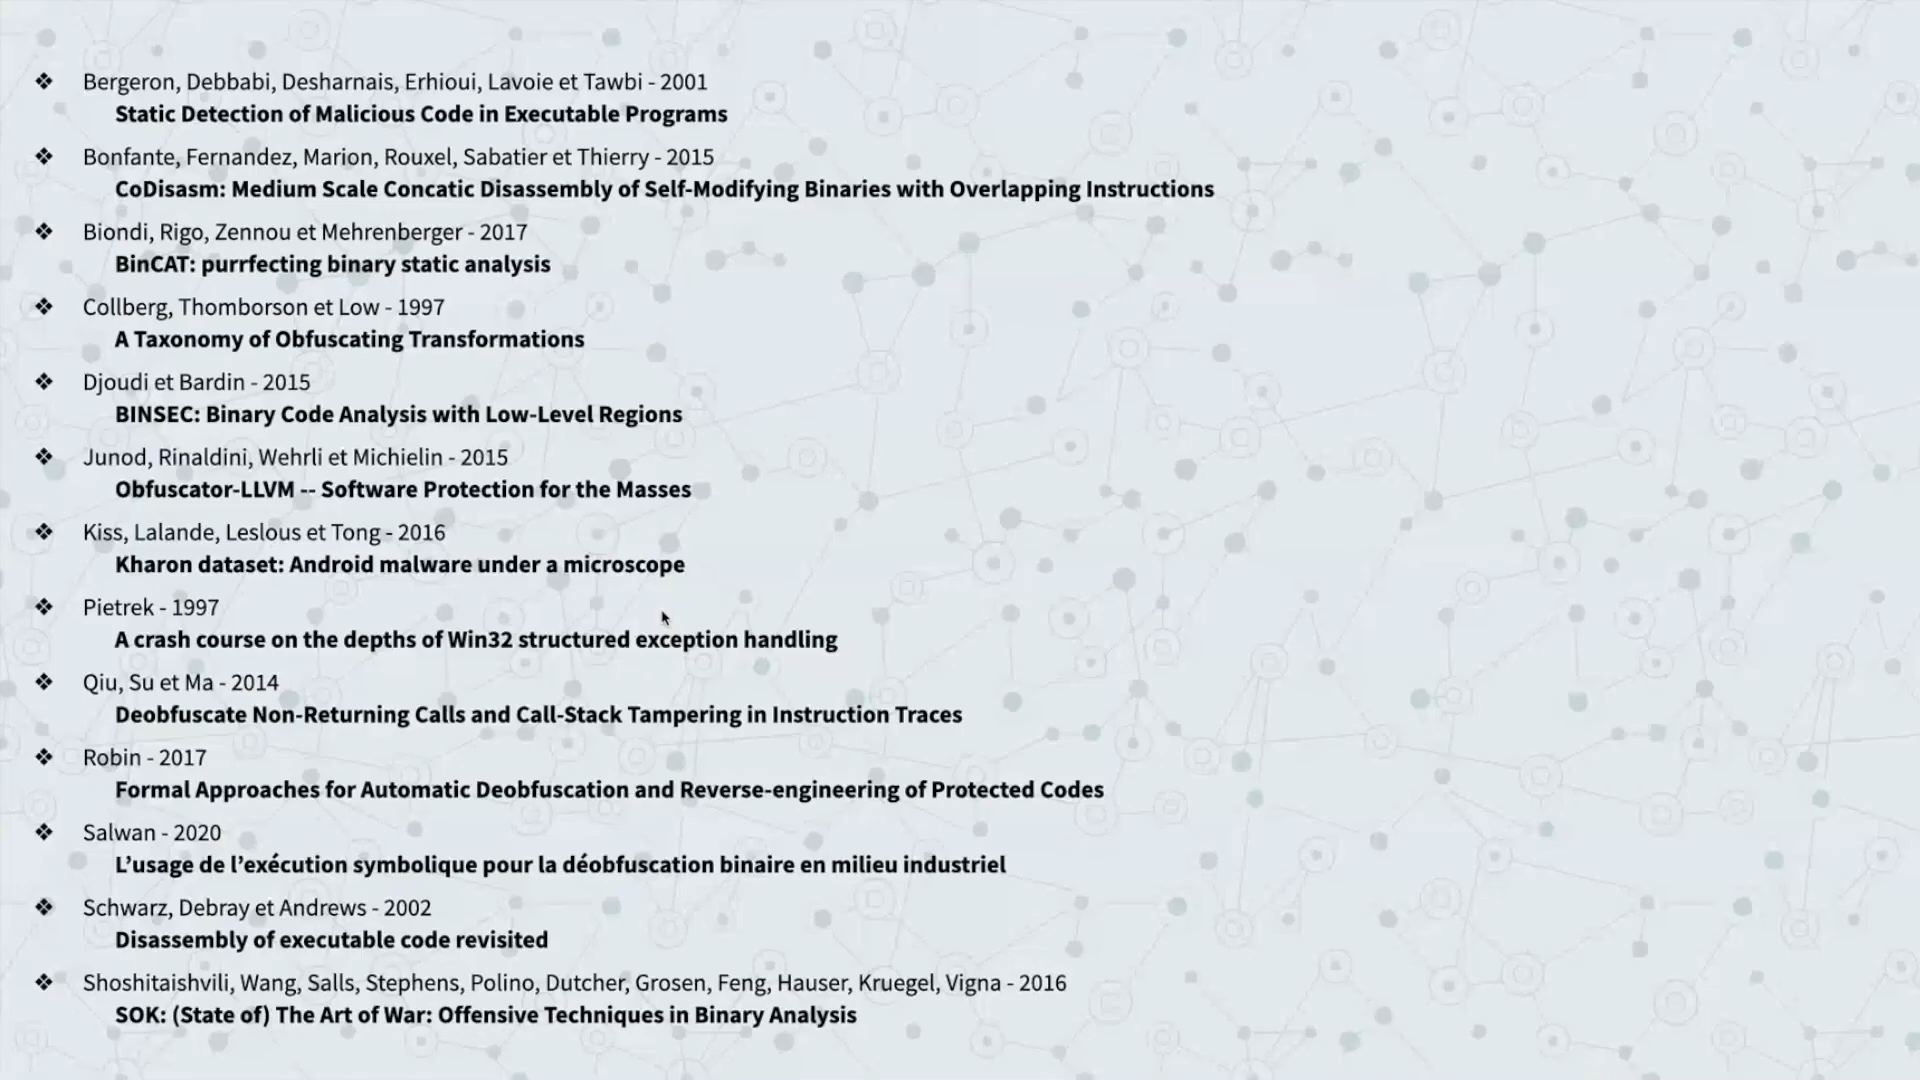 ❖ Bergeron, Debbabi, Desharnais, Erhioui, Lavoie et Tawbi - 2001
Static Detection of Malicious Code in Executable Programs
❖ Bonfante, Fernandez, Marion, Rouxel, Sabatier et Thierry - 2015
CoDisasm: Medium Scale Concatic Disassembly of Self-Modifying Binaries with Overlapping Instructions
❖ Biondi, Rigo, Zennou et Mehrenberger - 2017
BinCAT: purrfecting binary static analysis
❖ Collberg, Thomborson et Low - 1997
A Taxonomy of Obfuscating Transformations
❖ Djoudi et Bardin - 2015
BINSEC: Binary Code Analysis with Low-Level Regions
❖ Junod, Rinaldini, Wehrli et Michielin - 2015
Obfuscator-LLVM -- Software Protection for the Masses
❖ Kiss, Lalande, Leslous et Tong - 2016
Kharon dataset: Android malware under a microscope
❖ Pietrek - 1997
A crash course on the depths of Win32 structured exception handling
❖ Qiu, Su et Ma - 2014
Deobfuscate Non-Returning Calls and Call-Stack Tampering in Instruction Traces
❖ Robin - 2017
Formal Approaches for Automatic Deobfuscation and Reverse-engineering of Protected Codes
❖ Salwan - 2020
L’usage de l’exécution symbolique pour la déobfuscation binaire en milieu industriel
❖ Schwarz, Debray et Andrews - 2002
Disassembly of executable code revisited
❖ Shoshitaishvili, Wang, Salls, Stephens, Polino, Dutcher, Grosen, Feng, Hauser, Kruegel, Vigna - 2016
SOK: (State of) The Art of War: Offensive Techniques in Binary Analysis